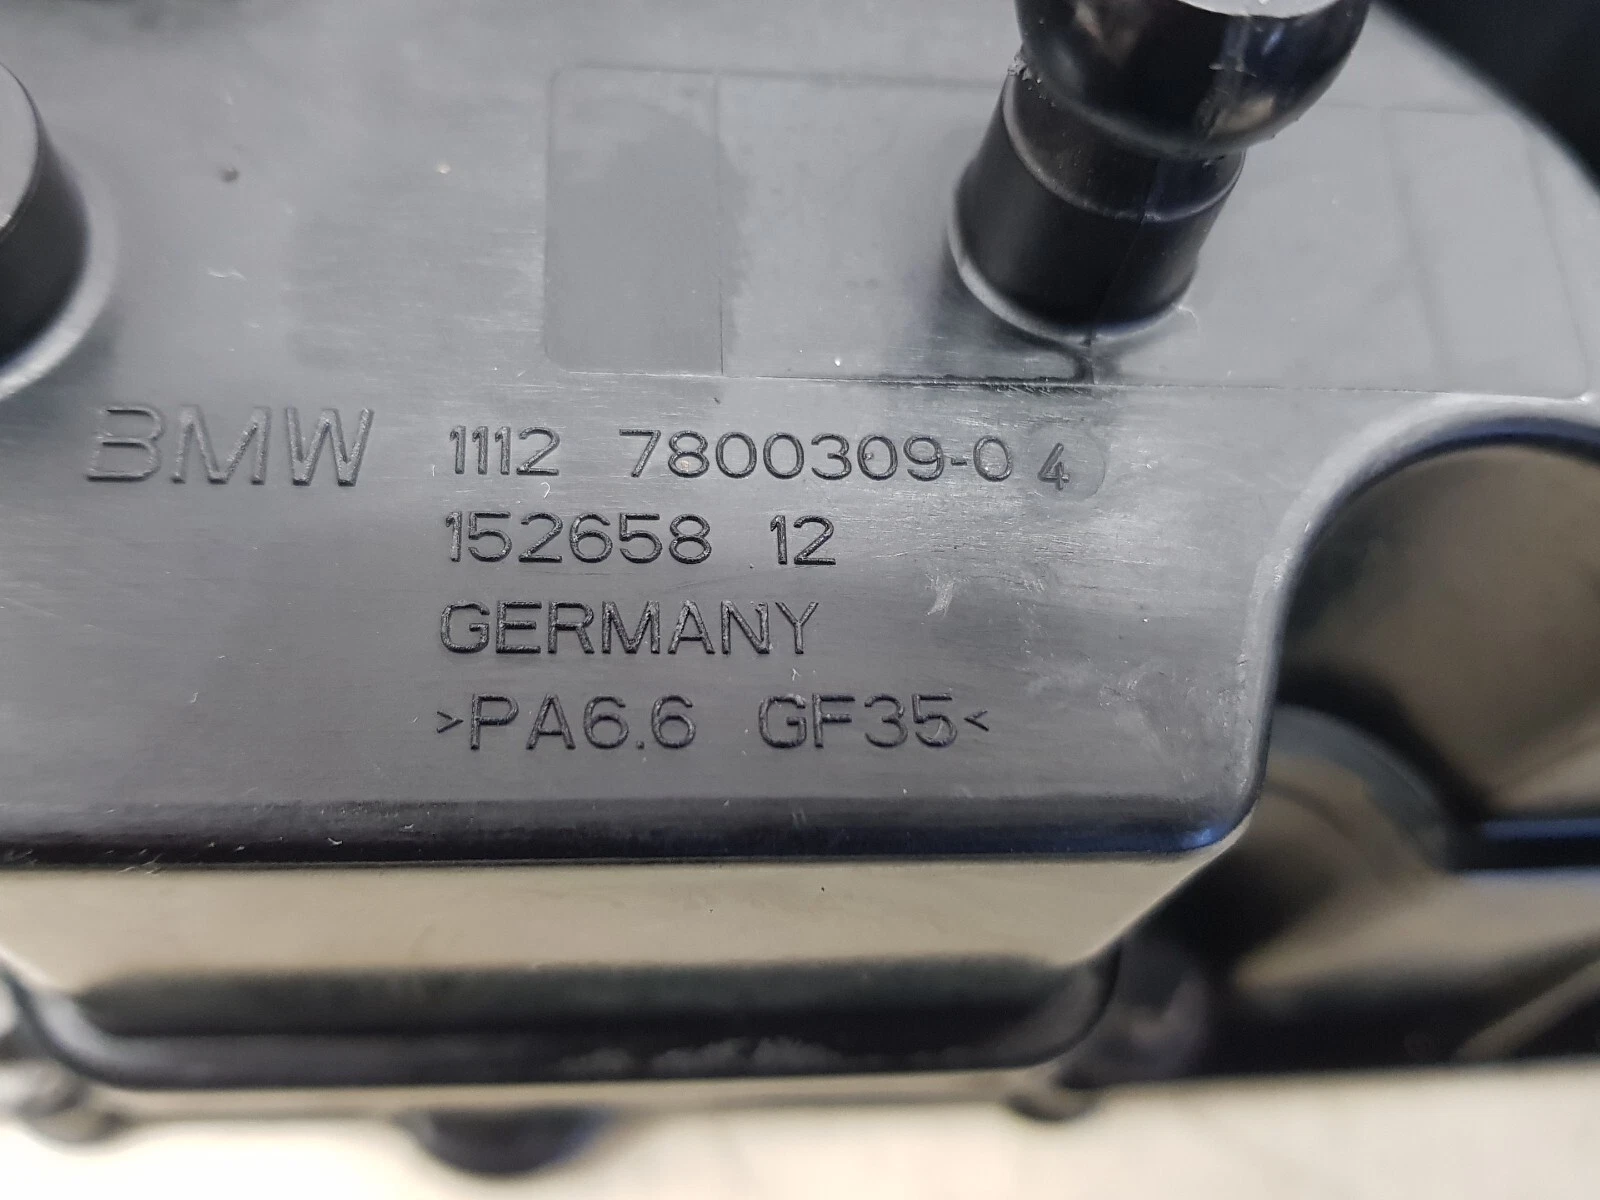 BMW 1112 7800309-04
152658 12
GERMANY
>PA6.6 GF35<